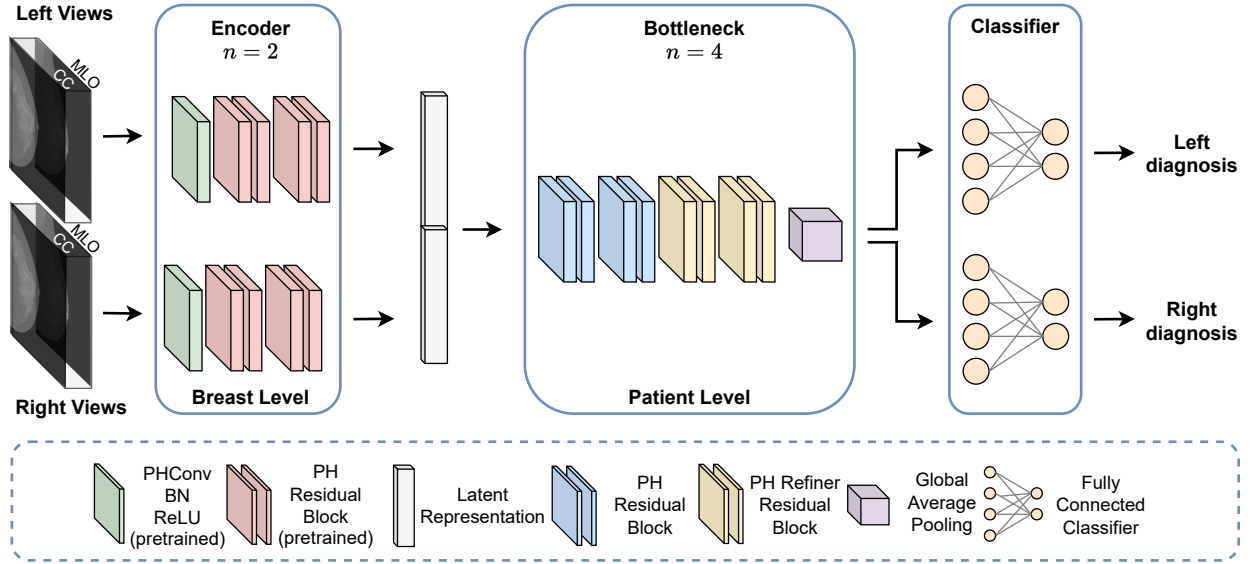 Left Views
Encoder
n = 2
Bottleneck
n = 4
Classifier
MLO
CC
Left
diagnosis
MLO
CC
Right
diagnosis
Right Views
Breast Level
Patient Level
PHConv
BN
ReLU
(pretrained)
PH
Residual
Block
(pretrained)
Latent
Representation
PH
Residual
Block
PH Refiner
Residual
Block
Global
Average
Pooling
Fully
Connected
Classifier